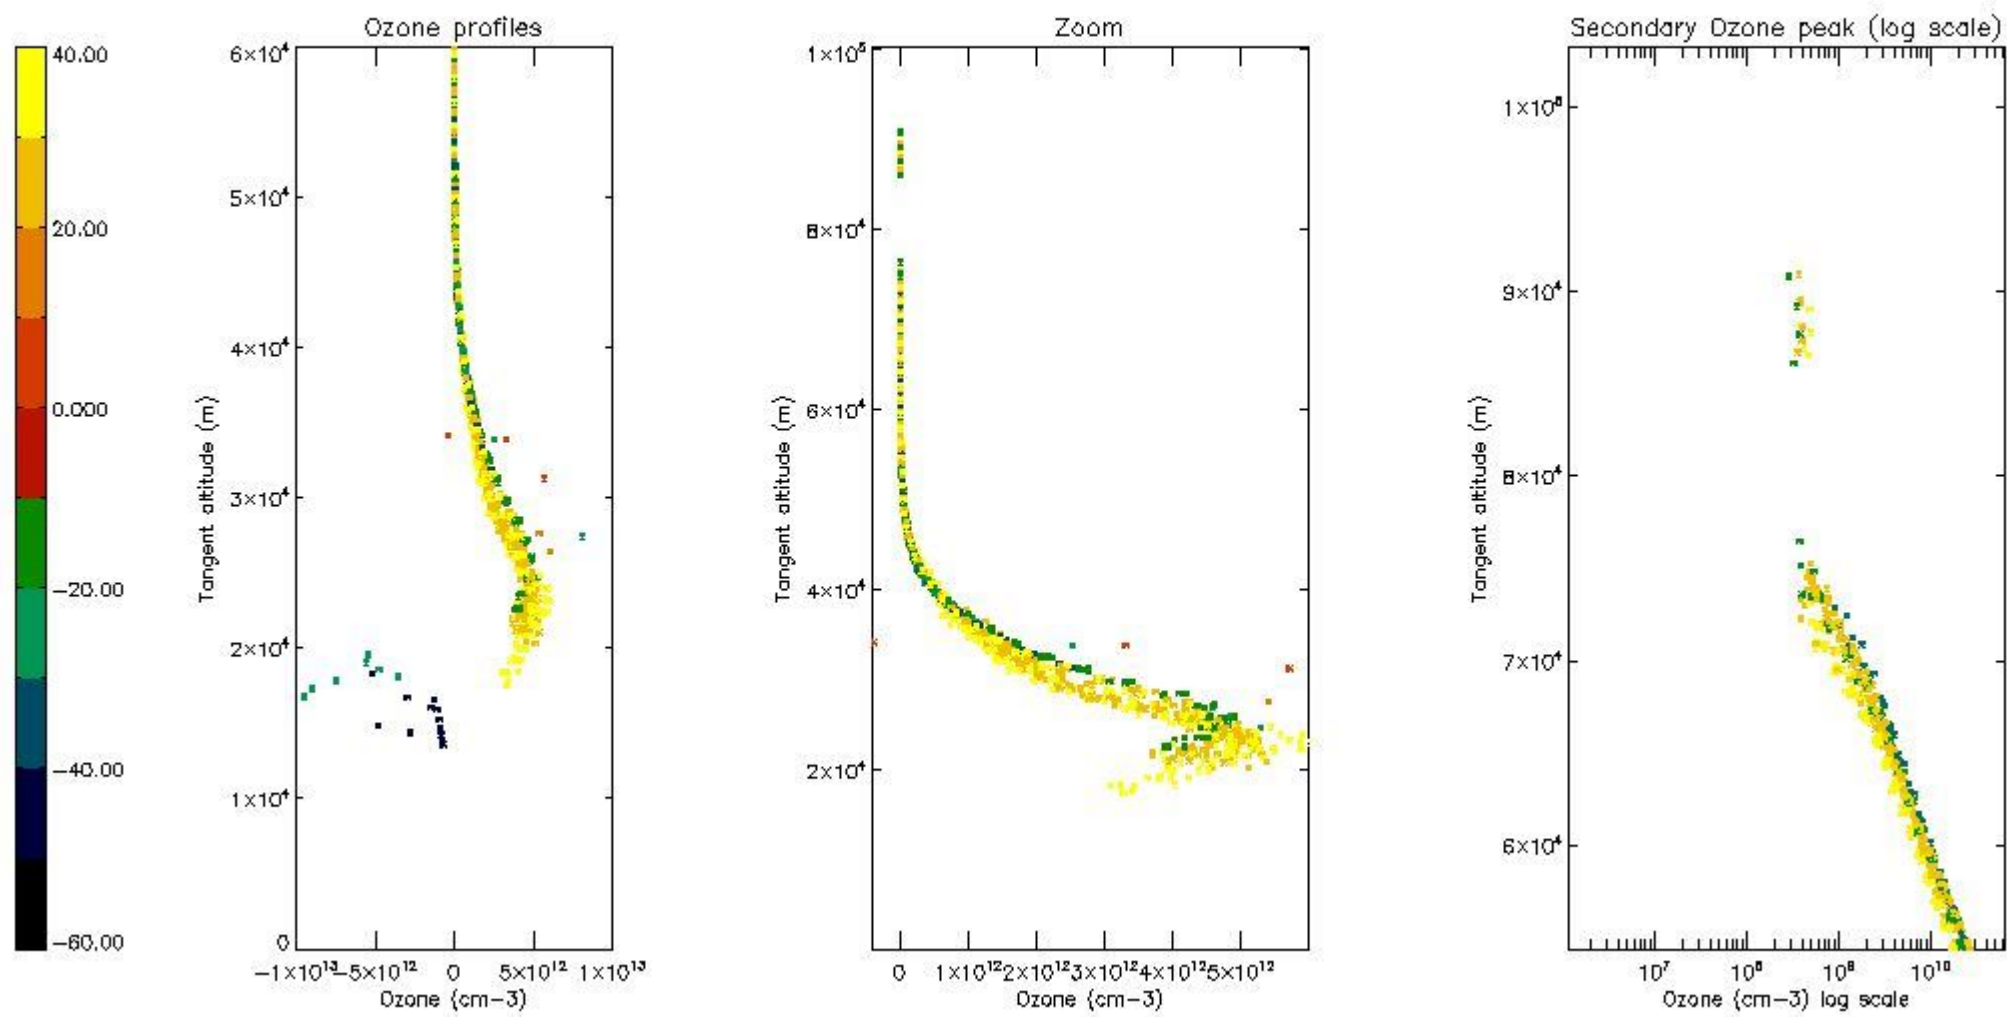 Ozone profiles
Zoom
Secondary Ozone peak (log scale)
40.00
20.00
0.000
-20.00
-40.00
-60.00
6×10⁴
5×10⁴
4×10⁴
3×10⁴
2×10⁴
1×10⁴
0
Tangent altitude (m)
-1×10¹³ -5×10¹² 0 5×10¹² 1×10¹³
Ozone (cm-3)
1×10⁵
8×10⁴
6×10⁴
4×10⁴
2×10⁴
Tangent altitude (m)
0 1×10¹² 2×10¹² 3×10¹² 4×10¹² 5×10¹²
Ozone (cm-3)
9×10⁴
8×10⁴
7×10⁴
6×10⁴
Tangent altitude (m)
10⁷ 10⁸ 10⁹ 10¹⁰
Ozone (cm-3) log scale